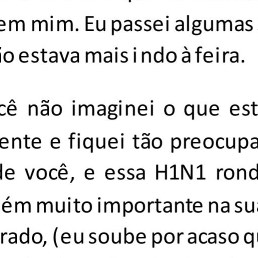 em mim. Eu passei algumas
o estava mais indo à feira.
cê não imaginei o que est
ente e fiquei tão preocupa
de você, e essa H1N1 rond
ém muito importante na sua
rado, (eu soube por acaso q